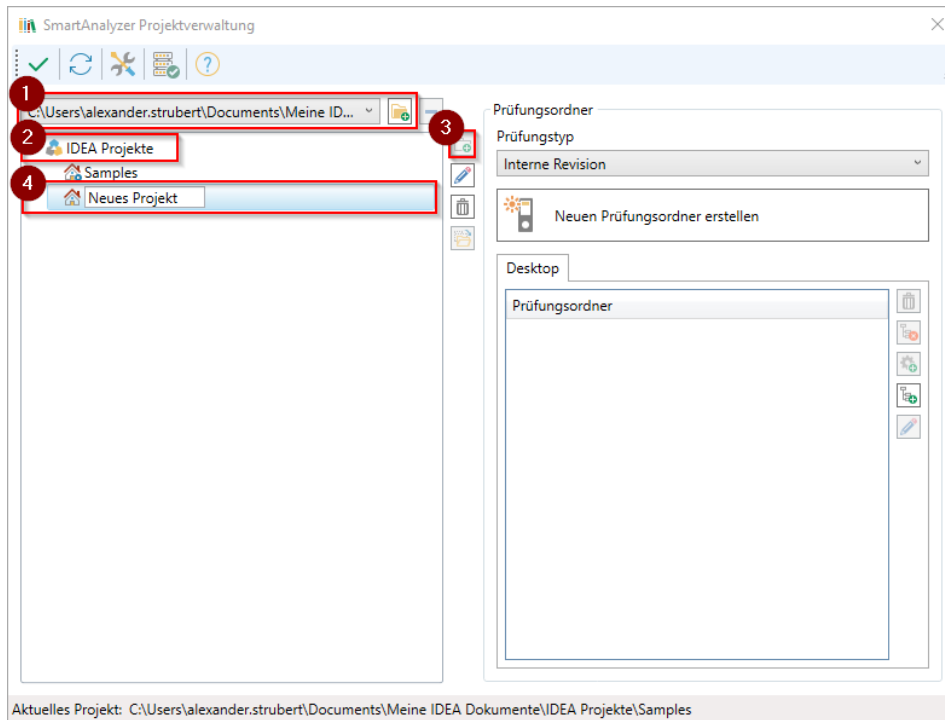 SmartAnalyzer Projektverwaltung
1
C:\Users\alexander.strubert\Documents\Meine ID...
2
IDEA Projekte
Samples
4
Neues Projekt
3
Prüfungsordner
Prüfungstyp
Interne Revision
Neuen Prüfungsordner erstellen
Desktop
Prüfungsordner
Aktuelles Projekt: C:\Users\alexander.strubert\Documents\Meine IDEA Dokumente\IDEA Projekte\Samples